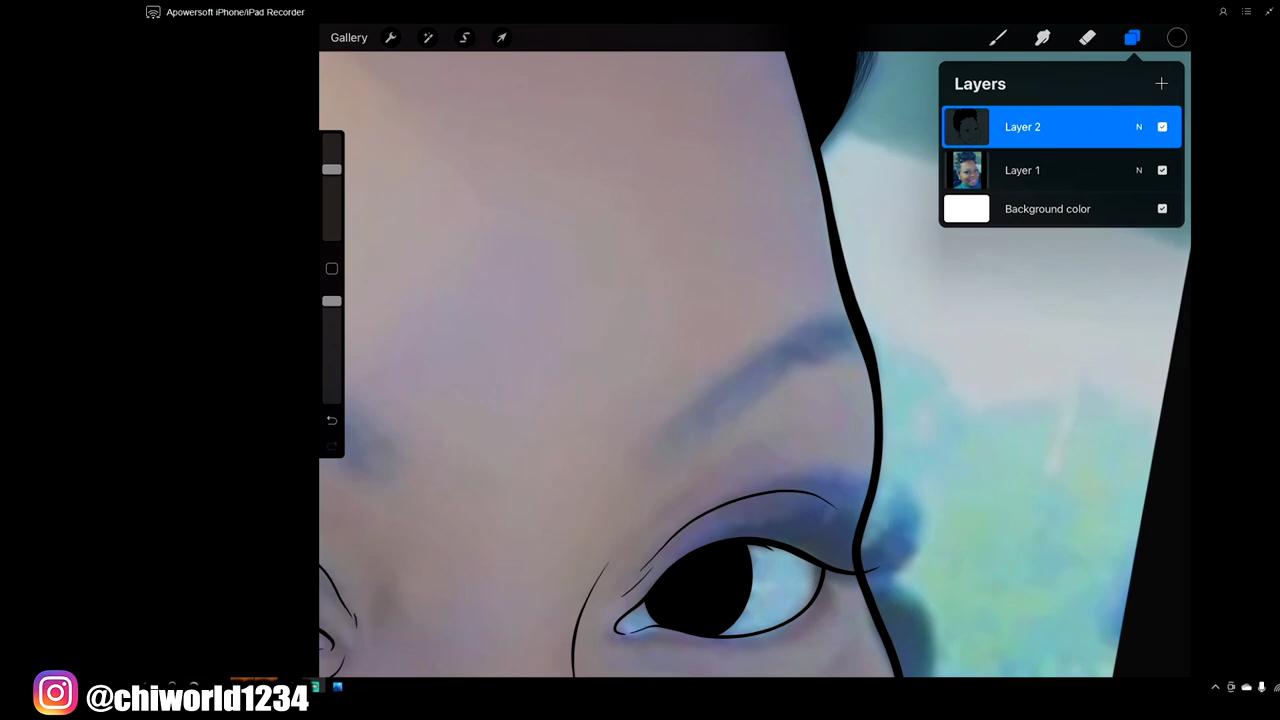 Apowersoft iPhone/iPad Recorder
Gallery
Layers
Layer 2 N
Layer 1 N
Background color
@chiworld1234